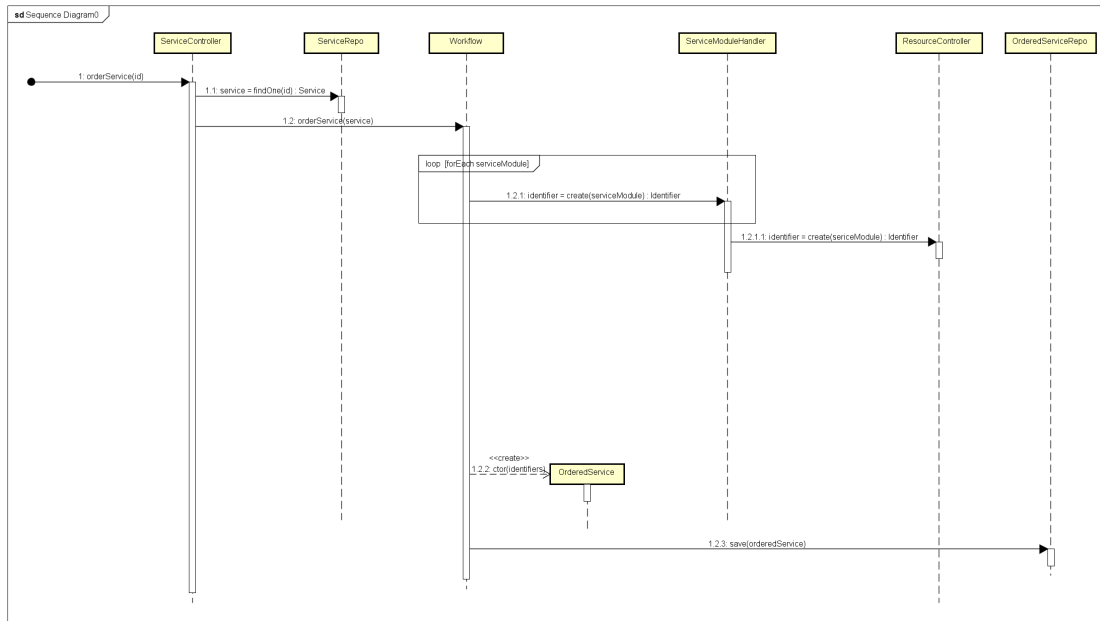 sd Sequence Diagram0
ServiceController
ServiceRepo
Workflow
ServiceModuleHandler
ResourceController
OrderedServiceRepo
1: orderService(id)
1.1: service = findOne(id) : Service
1.2: orderService(service)
loop [forEach serviceModule]
1.2.1: identifier = create(serviceModule) : Identifier
1.2.1.1: identifier = create(sericeModule) : Identifier
<<create>>
1.2.2: ctor(identifiers)
OrderedService
1.2.3: save(orderedService)